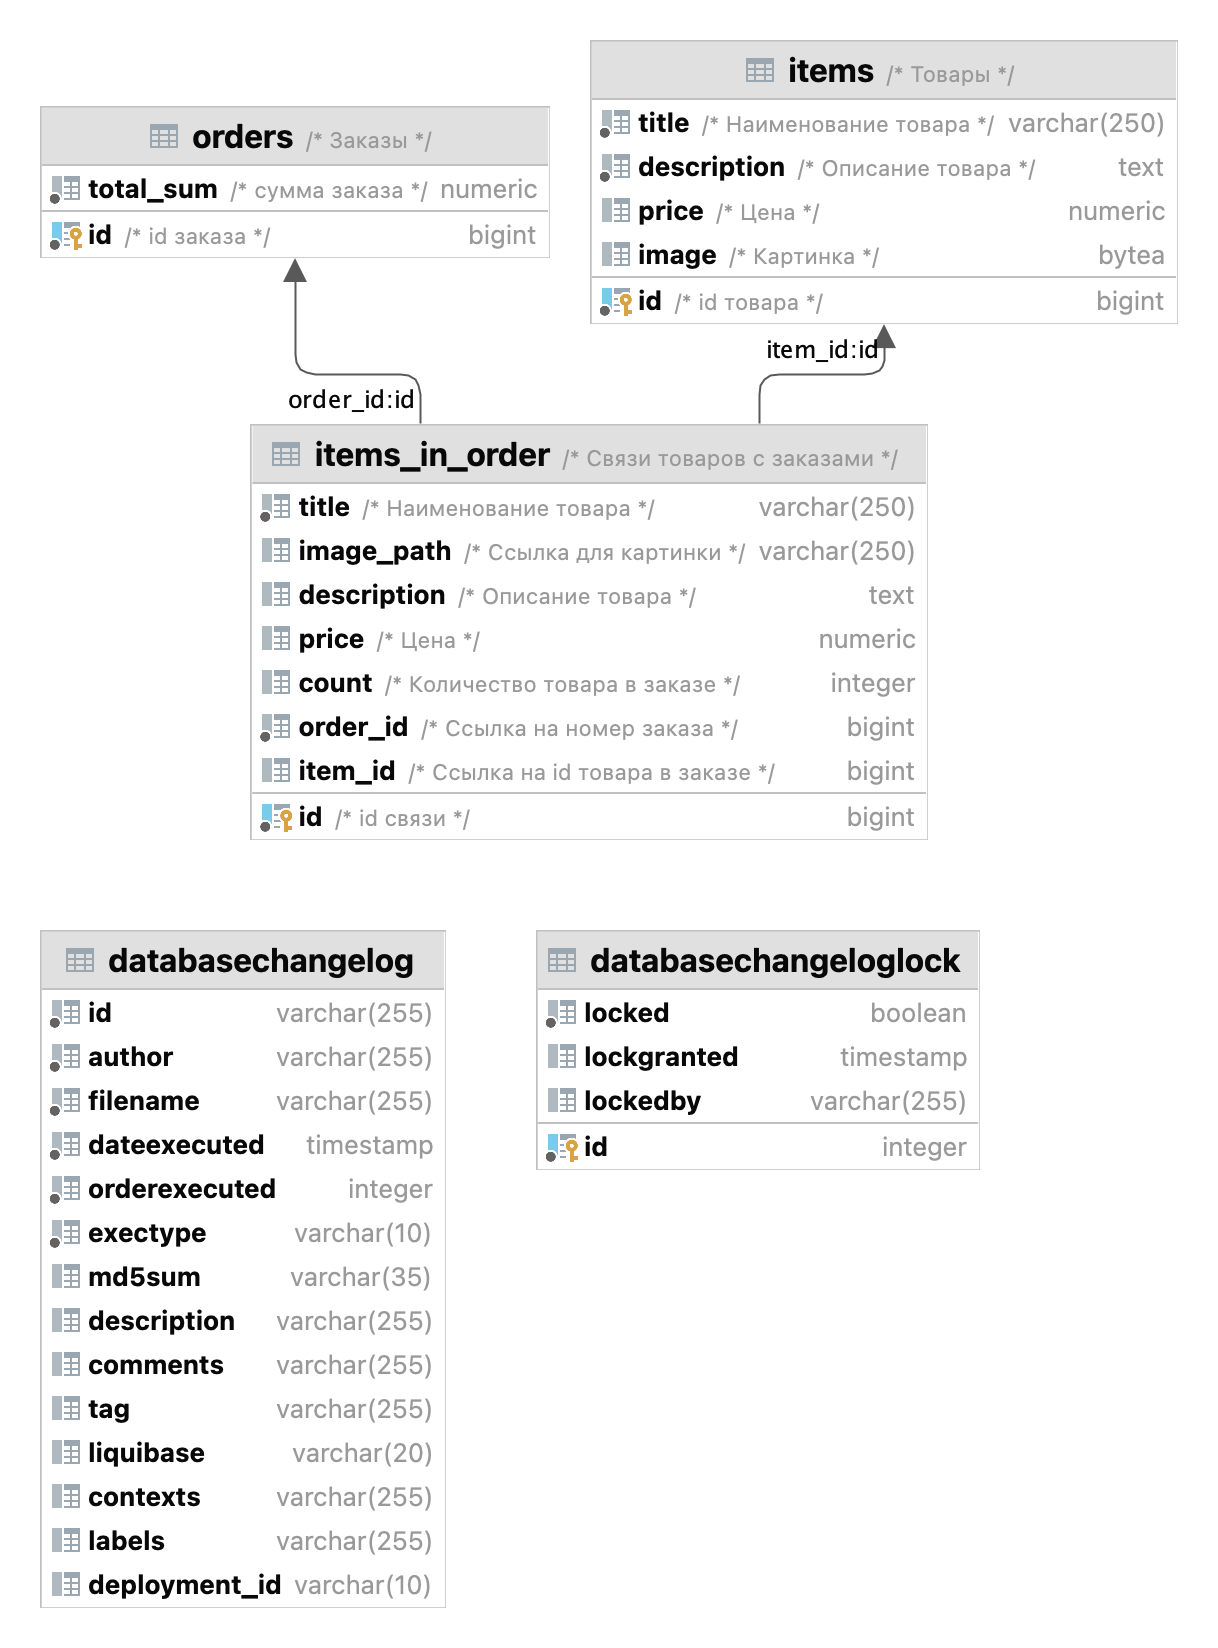 orders /* Заказы */
total_sum /* сумма заказа */ numeric
id /* id заказа */ bigint
items /* Товары */
title /* Наименование товара */ varchar(250)
description /* Описание товара */ text
price /* Цена */ numeric
image /* Картинка */ bytea
id /* id товара */ bigint
item_id:id
order_id:id
items_in_order /* Связи товаров с заказами */
title /* Наименование товара */ varchar(250)
image_path /* Ссылка для картинки */ varchar(250)
description /* Описание товара */ text
price /* Цена */ numeric
count /* Количество товара в заказе */ integer
order_id /* Ссылка на номер заказа */ bigint
item_id /* Ссылка на id товара в заказе */ bigint
id /* id связи */ bigint
databasechangelog
id varchar(255)
author varchar(255)
filename varchar(255)
dateexecuted timestamp
orderexecuted integer
exectype varchar(10)
md5sum varchar(35)
description varchar(255)
comments varchar(255)
tag varchar(255)
liquibase varchar(20)
contexts varchar(255)
labels varchar(255)
deployment_id varchar(10)
databasechangeloglock
locked boolean
lockgranted timestamp
lockedby varchar(255)
id integer